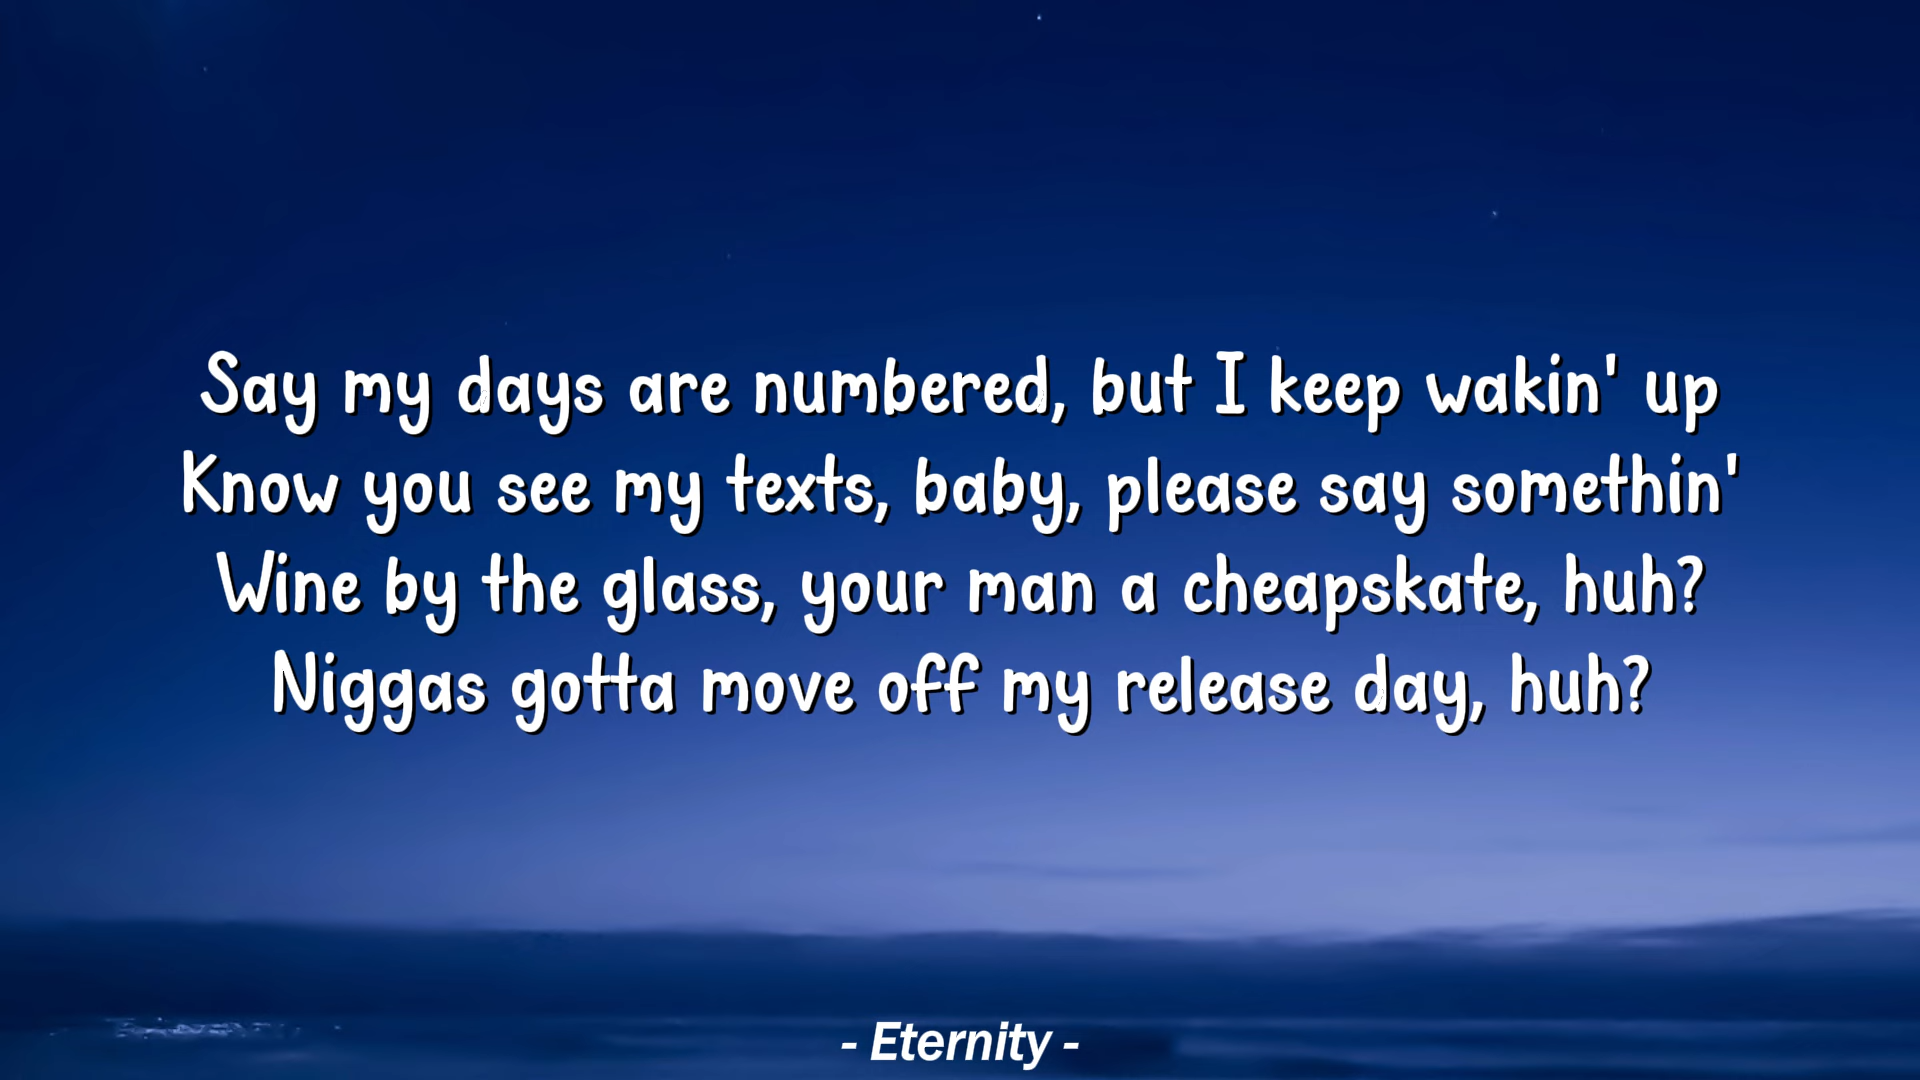 Say my days are numbered, but I keep wakin' up
Know you see my texts, baby, please say somethin'
Wine by the glass, your man a cheapskate, huh?
Niggas gotta move off my release day, huh?
- Eternity -